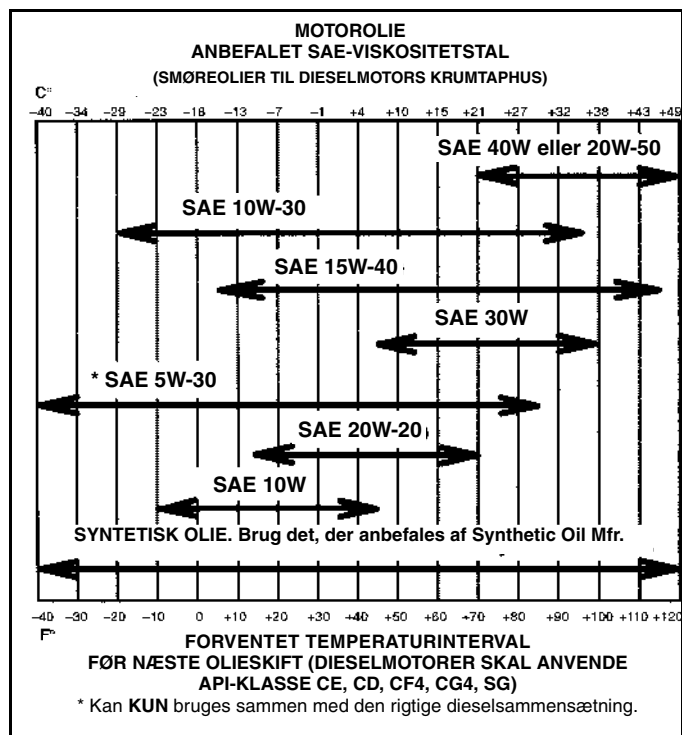 MOTOROLIE
ANBEFALET SAE-VISKOSITETSTAL
(SMØREOLIER TIL DIESELMOTORS KRUMTAPHUS)
C°
–40 –34 –29 –23 –18 –13 –7 –1 +4 +10 +15 +21 +27 +32 +38 +43 +49
SAE 40W eller 20W-50
SAE 10W-30
SAE 15W-40
SAE 30W
* SAE 5W-30
SAE 20W-20
SAE 10W
SYNTETISK OLIE. Brug det, der anbefales af Synthetic Oil Mfr.
–40 –30 –20 –10 0 +10 +20 +30 +40 +50 +60 +70 +80 +90 +100 +110 +120
F°
FORVENTET TEMPERATURINTERVAL
FØR NÆSTE OLIESKIFT (DIESELMOTORER SKAL ANVENDE
API-KLASSE CE, CD, CF4, CG4, SG)
* Kan KUN bruges sammen med den rigtige dieselsammensætning.